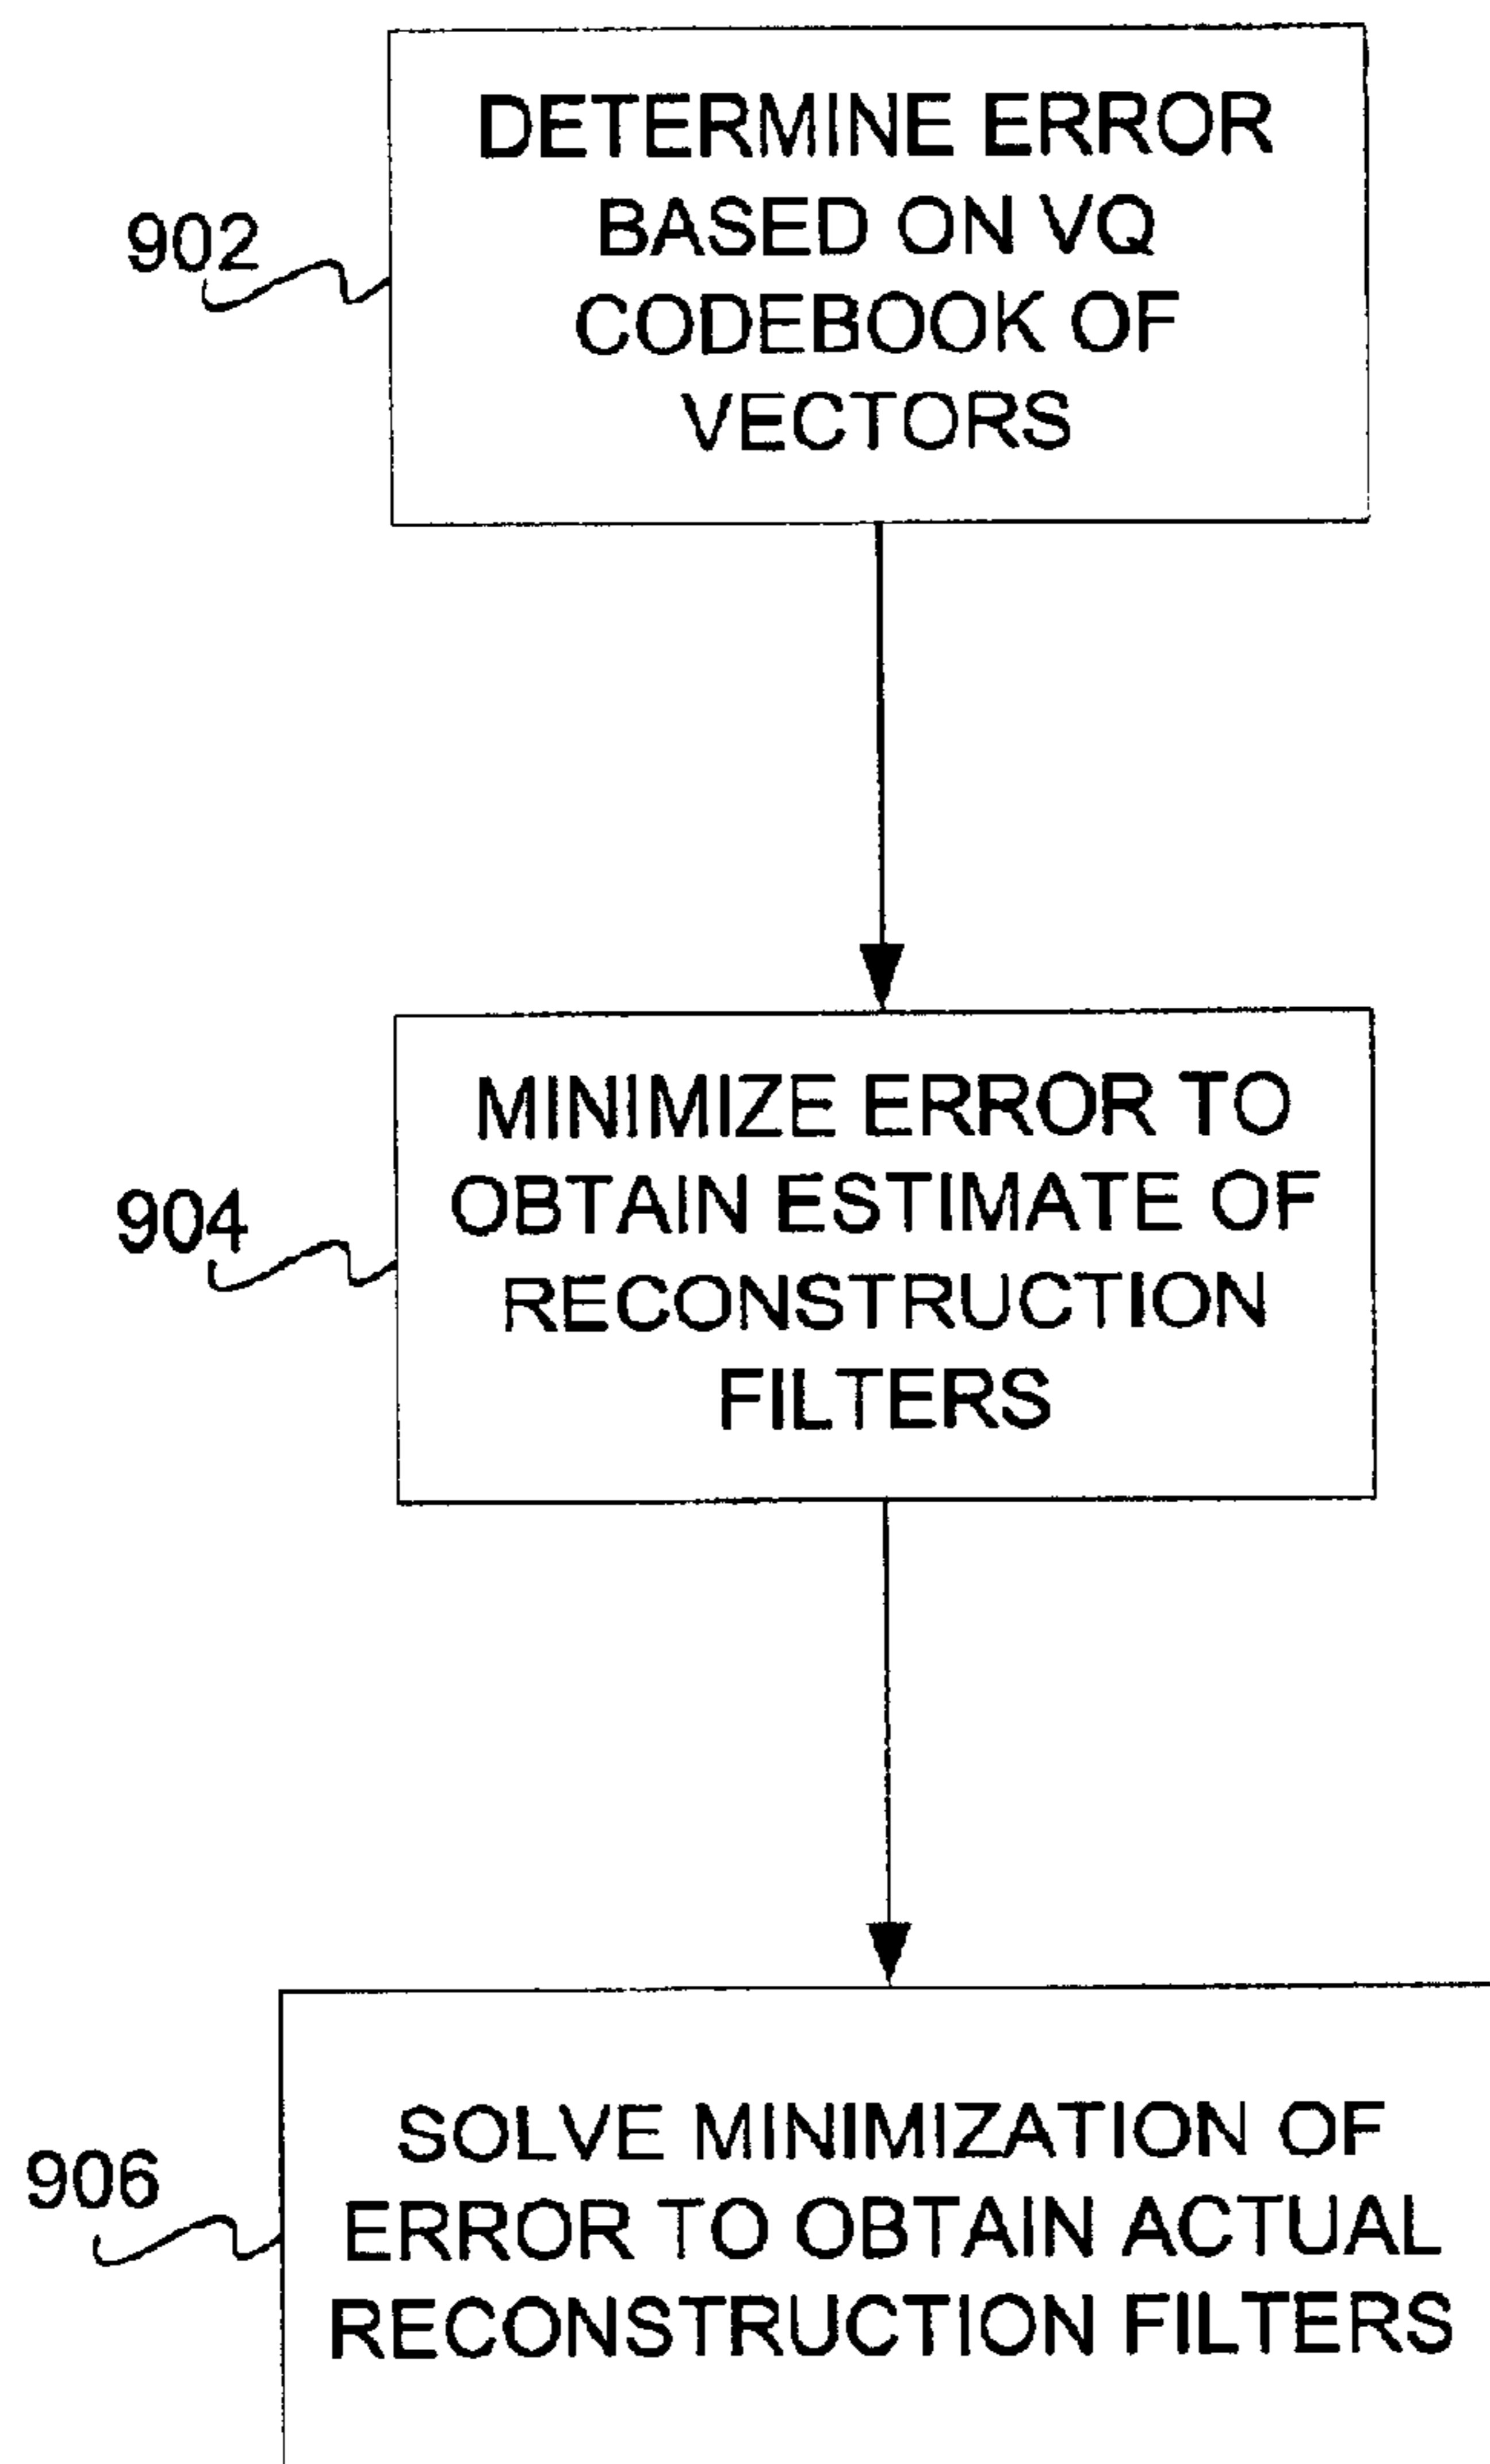 DETERMINE ERROR
BASED ON VQ
CODEBOOK OF
VECTORS
902
MINIMIZE ERROR TO
OBTAIN ESTIMATE OF
RECONSTRUCTION
FILTERS
904
SOLVE MINIMIZATION OF
ERROR TO OBTAIN ACTUAL
RECONSTRUCTION FILTERS
906